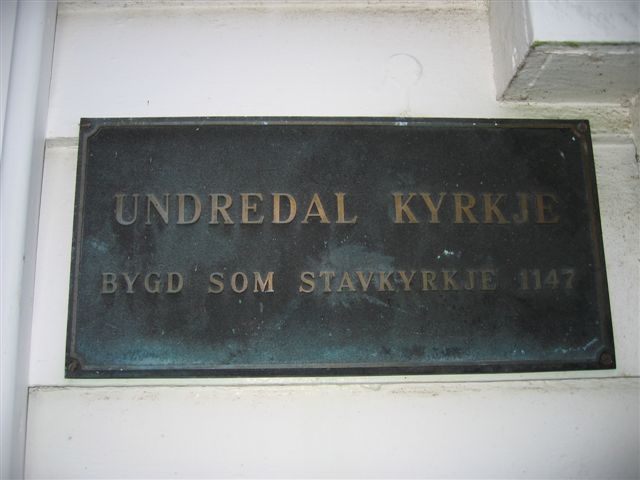 UNDREDAL KYRKJE
BYGD SOM STAVKYRKJE 1147